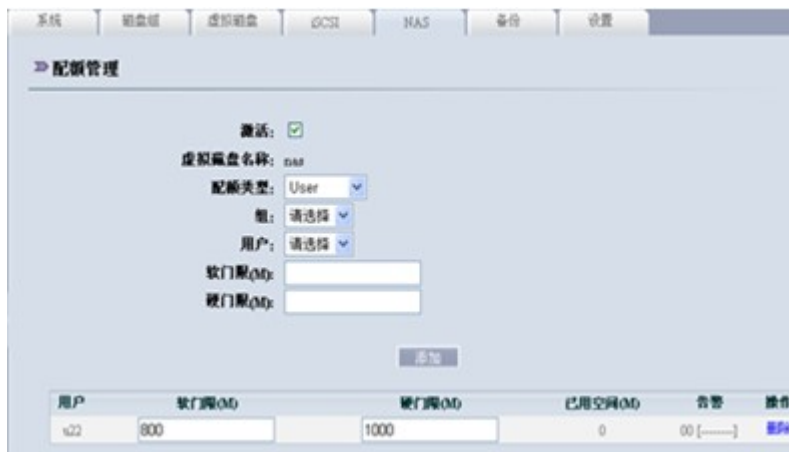 系统 磁盘组 虚拟磁盘 iSCSI NAS 备份 设置
配额管理
激活:
虚拟磁盘名称: nas
配额类型: User
组: 请选择
用户: 请选择
软门限(M):
硬门限(M):
添加
用户 软门限(M) 硬门限(M) 已用空间(M) 告警 操作
u22 800 1000 0 00 [--------] 删除